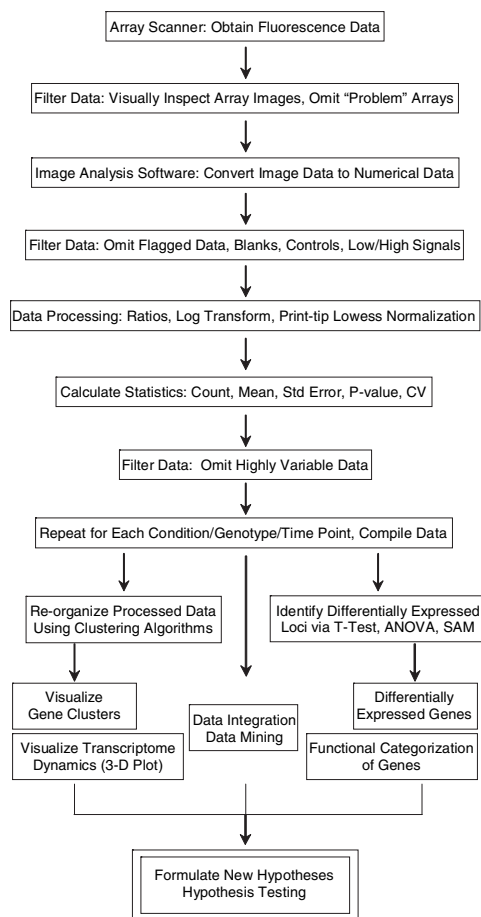 Array Scanner: Obtain Fluorescence Data
Filter Data: Visually Inspect Array Images, Omit “Problem” Arrays
Image Analysis Software: Convert Image Data to Numerical Data
Filter Data: Omit Flagged Data, Blanks, Controls, Low/High Signals
Data Processing: Ratios, Log Transform, Print-tip Lowess Normalization
Calculate Statistics: Count, Mean, Std Error, P-value, CV
Filter Data: Omit Highly Variable Data
Repeat for Each Condition/Genotype/Time Point, Compile Data
Re-organize Processed Data
Using Clustering Algorithms
Identify Differentially Expressed
Loci via T-Test, ANOVA, SAM
Visualize
Gene Clusters
Data Integration
Data Mining
Differentially
Expressed Genes
Visualize Transcriptome
Dynamics (3-D Plot)
Functional Categorization
of Genes
Formulate New Hypotheses
Hypothesis Testing